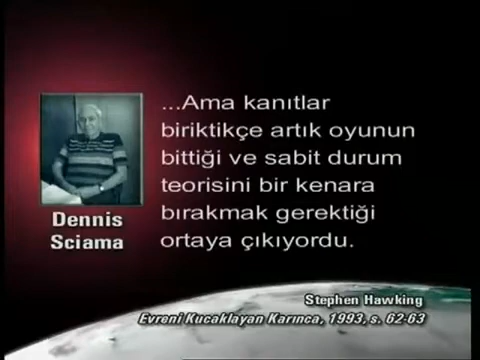 ...Ama kanıtlar
biriktikçe artık oyunun
bittiği ve sabit durum
teorisini bir kenara
bırakmak gerektiği
ortaya çıkıyordu.
Dennis
Sciama
Stephen Hawking
Evreni Kucaklayan Karınca, 1993, s. 62-63